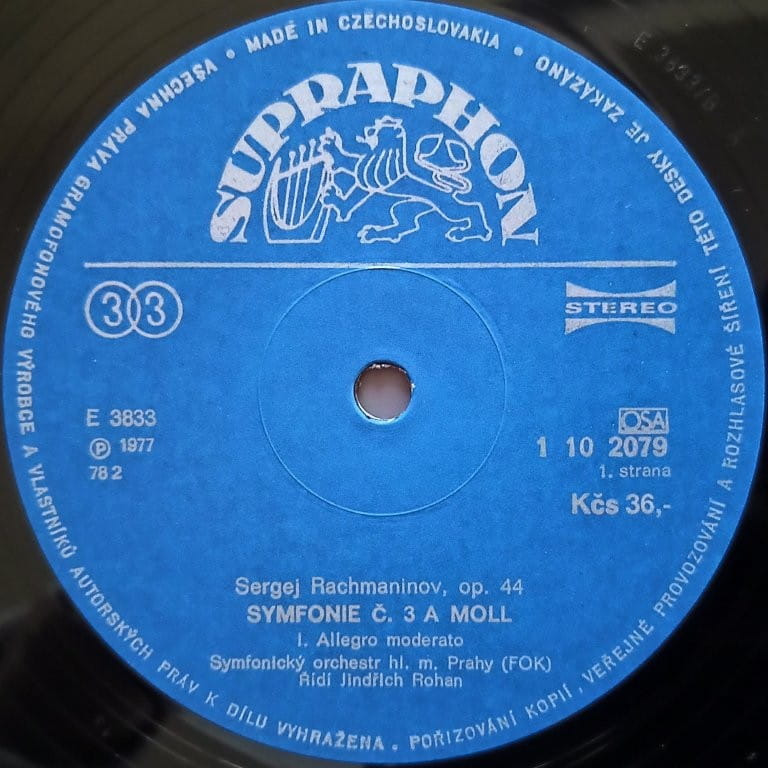 • MADE IN CZECHOSLOVAKIA •
VŠECHNA PRÁVA GRAMOFONOVÉHO VÝROBCE A VLASTNÍKŮ AUTORSKÝCH PRÁV K DÍLU VYHRAŽENA. POŘIZOVÁNÍ KOPIÍ, VEŘEJNÉ PROVOZOVÁNÍ A ROZHLASOVÉ ŠÍŘENÍ TÉTO DESKY JE ZAKÁZÁNO
SUPRAPHON
33
STEREO
E 3833
Ⓟ 1977
78 2
OSA
1 10 2079
1. strana
Kčs 36,-
Sergej Rachmaninov, op. 44
SYMFONIE Č. 3 A MOLL
I. Allegro moderato
Symfonický orchestr hl. m. Prahy (FOK)
Řídí Jindřich Rohan